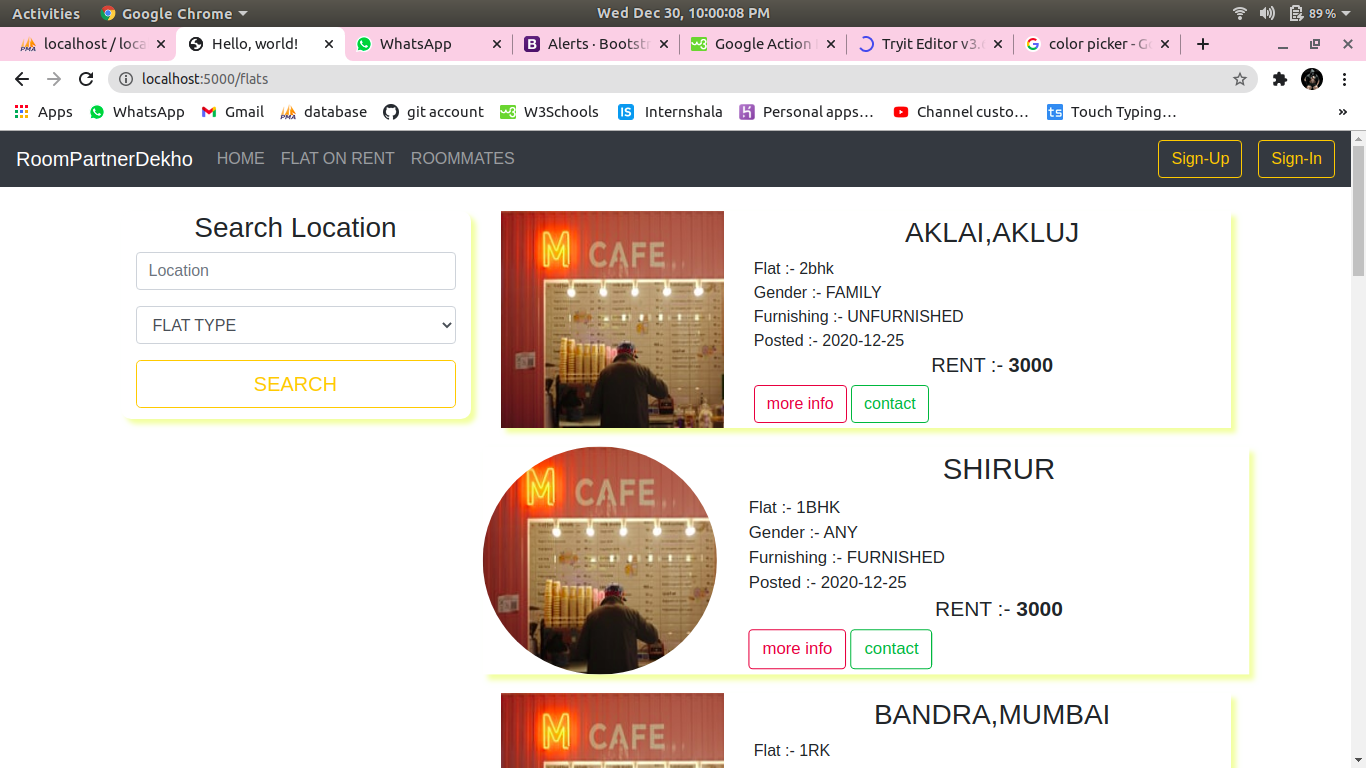 Activities Google Chrome Wed Dec 30, 10:00:08 PM 89%
localhost / loca Hello, world! WhatsApp Alerts · Bootstr Google Action Tryit Editor v3. color picker - Go
localhost:5000/flats
Apps WhatsApp Gmail database git account W3Schools Internshala Personal apps… Channel custo… Touch Typing… »
RoomPartnerDekho HOME FLAT ON RENT ROOMMATES Sign-Up Sign-In
Search Location
Location
FLAT TYPE
SEARCH
M CAFE
AKLAI,AKLUJ
Flat :- 2bhk
Gender :- FAMILY
Furnishing :- UNFURNISHED
Posted :- 2020-12-25
RENT :- 3000
more info contact
M CAFE
SHIRUR
Flat :- 1BHK
Gender :- ANY
Furnishing :- FURNISHED
Posted :- 2020-12-25
RENT :- 3000
more info contact
M CAFE
BANDRA,MUMBAI
Flat :- 1RK